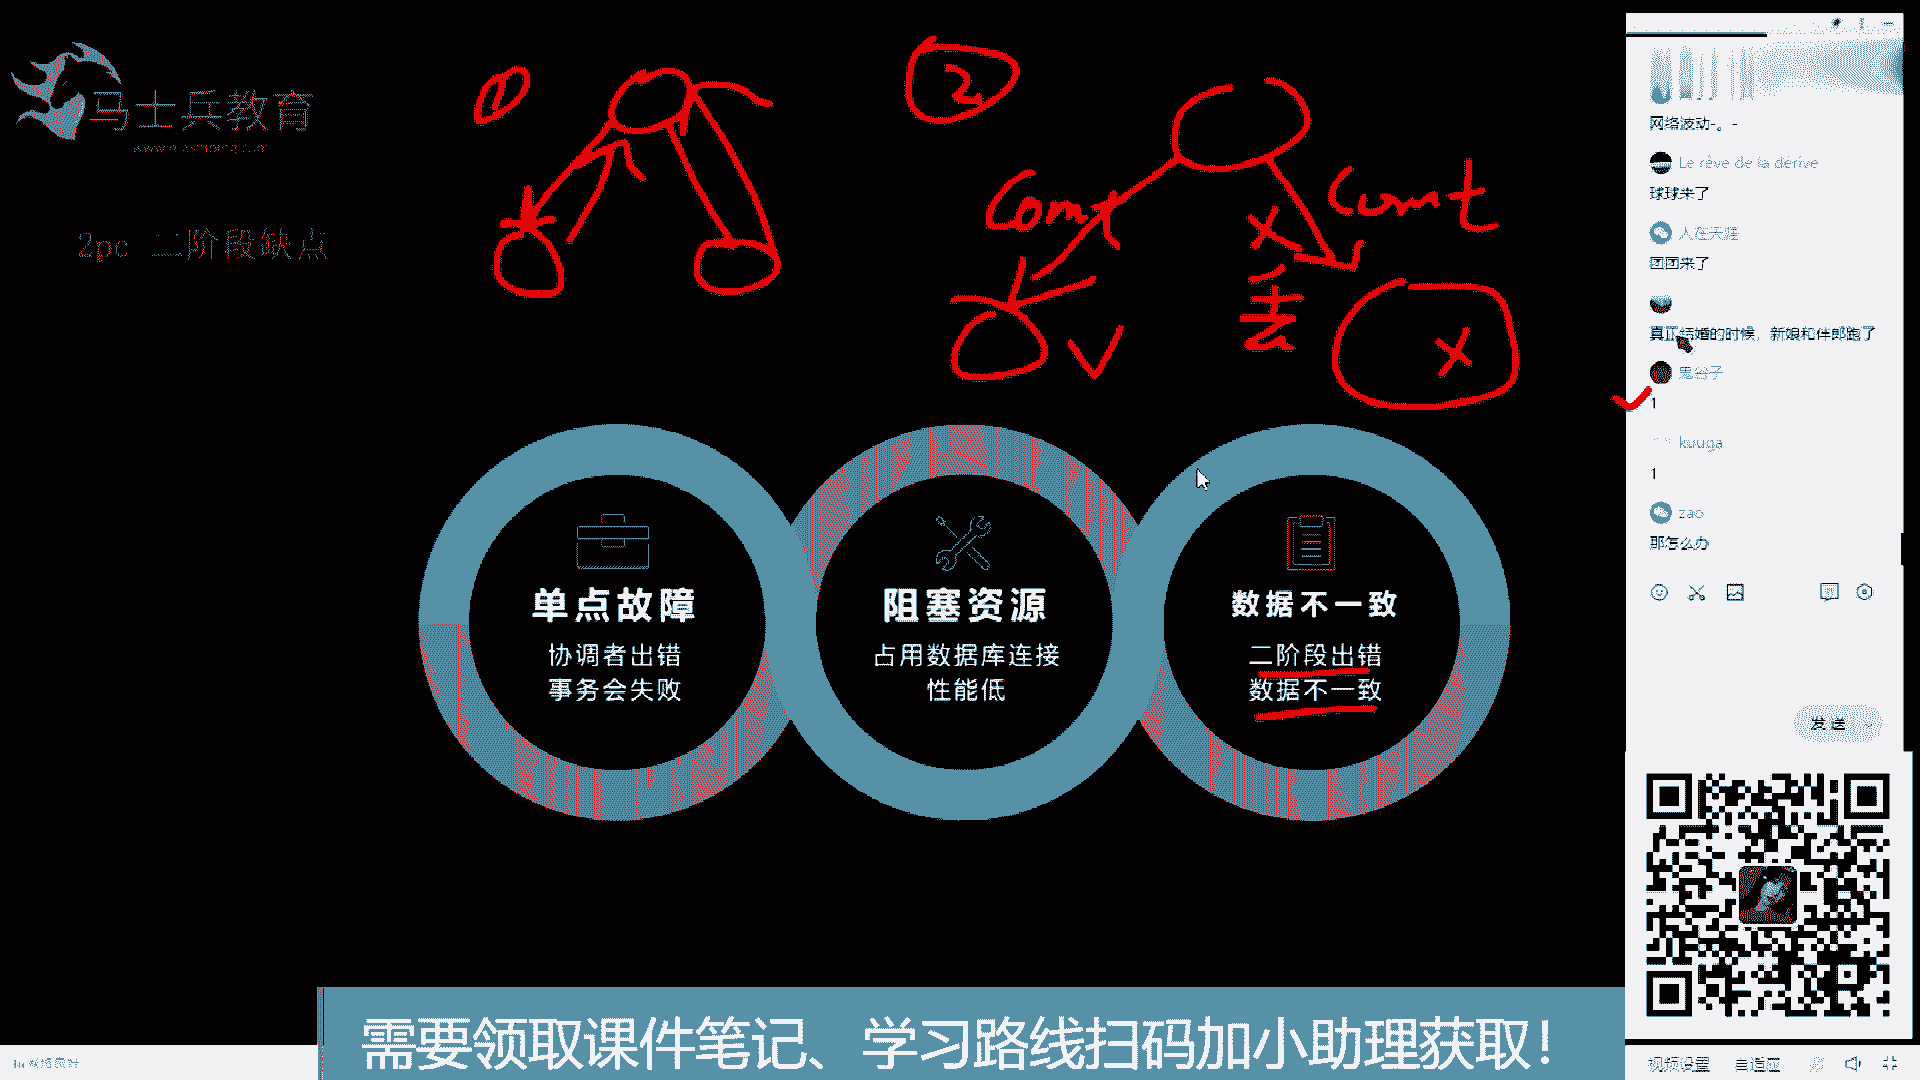 马士兵教育
2pc 二阶段缺点
①
②
Comt
Comt
丢
单点故障
协调者出错
事务会失败
阻塞资源
占用数据库连接
性能低
数据不一致
二阶段出错
数据不一致
网络波动-。-
Le rêve de la dérive
球球来了
人在天涯
团团来了
真正结婚的时候，新娘和伴郎跑了
鬼谷子
1
kuuga
1
zao
那怎么办
发送
需要领取课件笔记、学习路线扫码加小助理获取！
视频设置 自适应